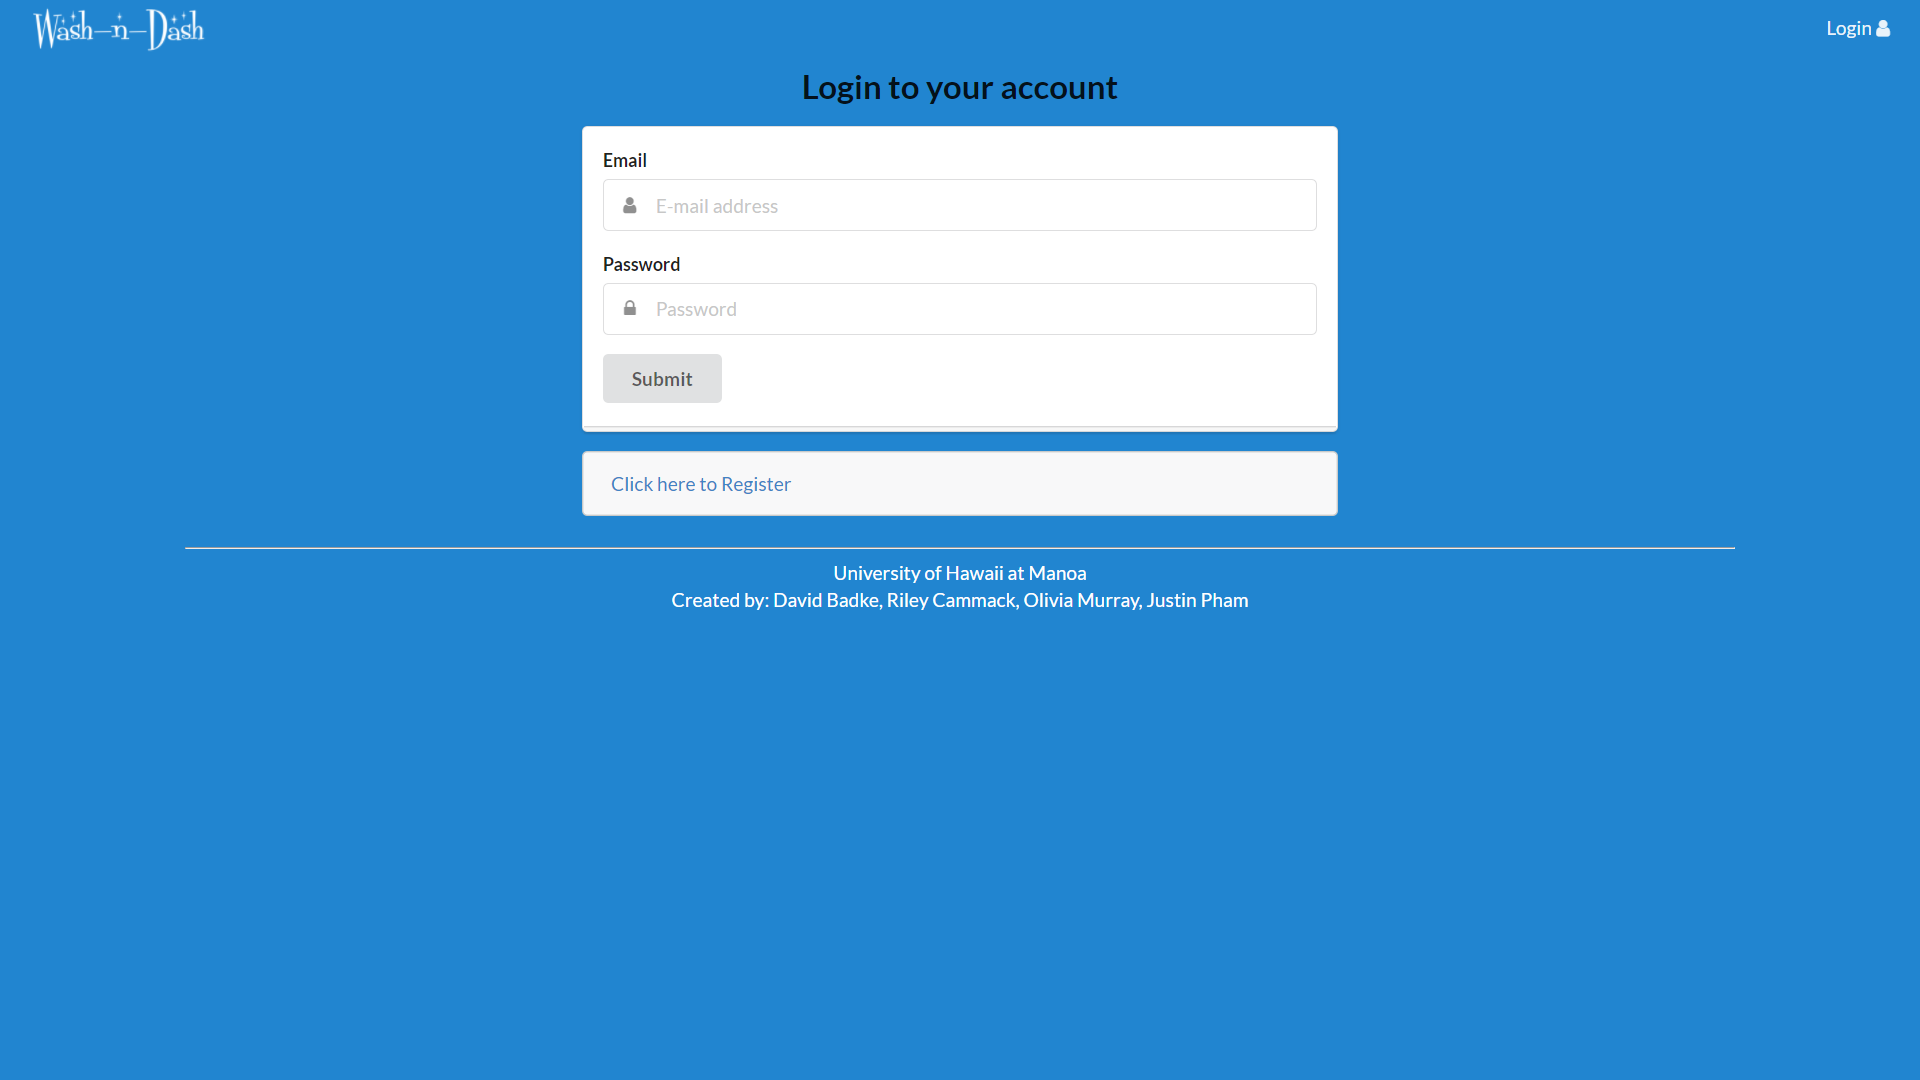 Wash-n-Dash
Login
Login to your account
Email
E-mail address
Password
Password
Submit
Click here to Register
University of Hawaii at Manoa
Created by: David Badke, Riley Cammack, Olivia Murray, Justin Pham